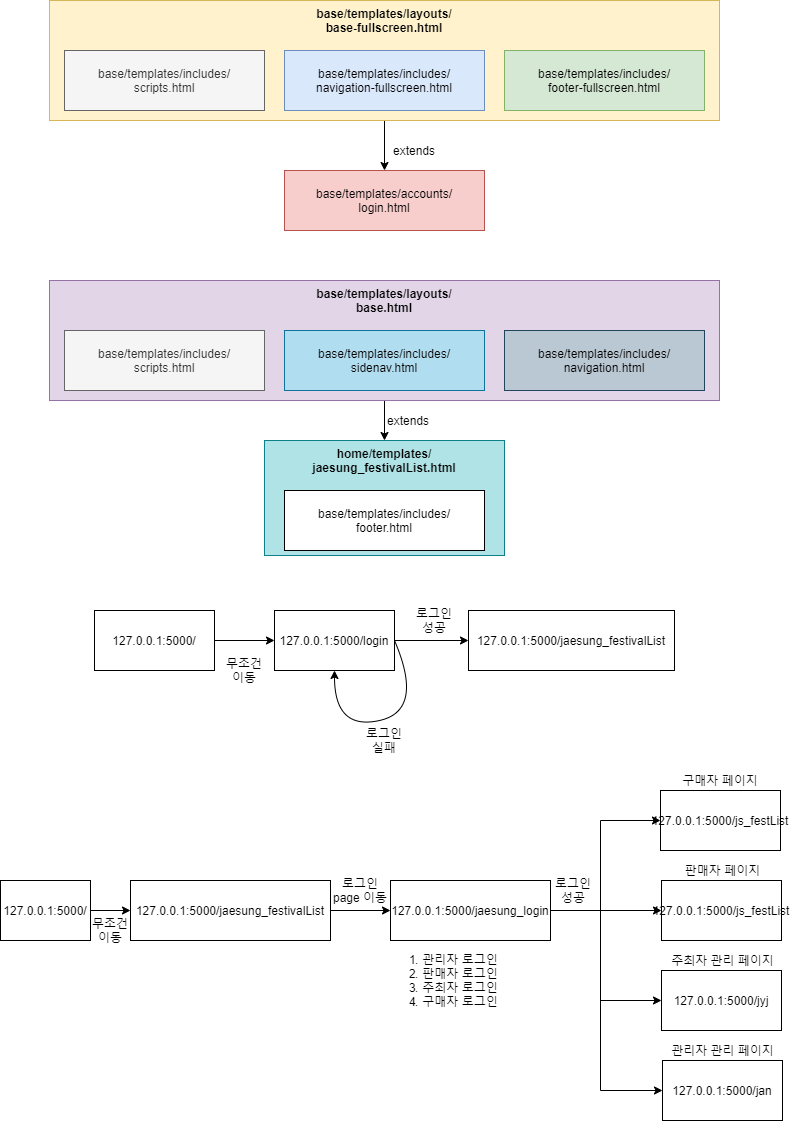 base/templates/layouts/
base-fullscreen.html
base/templates/includes/
scripts.html
base/templates/includes/
navigation-fullscreen.html
base/templates/includes/
footer-fullscreen.html
extends
base/templates/accounts/
login.html
base/templates/layouts/
base.html
base/templates/includes/
scripts.html
base/templates/includes/
sidenav.html
base/templates/includes/
navigation.html
extends
home/templates/
jaesung_festivalList.html
base/templates/includes/
footer.html
127.0.0.1:5000/
무조건
이동
127.0.0.1:5000/login
로그인
성공
127.0.0.1:5000/jaesung_festivalList
로그인
실패
127.0.0.1:5000/
무조건
이동
127.0.0.1:5000/jaesung_festivalList
로그인
page 이동
127.0.0.1:5000/jaesung_login
1. 관리자 로그인
2. 판매자 로그인
3. 주최자 로그인
4. 구매자 로그인
로그인
성공
구매자 페이지
127.0.0.1:5000/js_festList
판매자 페이지
127.0.0.1:5000/js_festList
주최자 관리 페이지
127.0.0.1:5000/jyj
관리자 관리 페이지
127.0.0.1:5000/jan